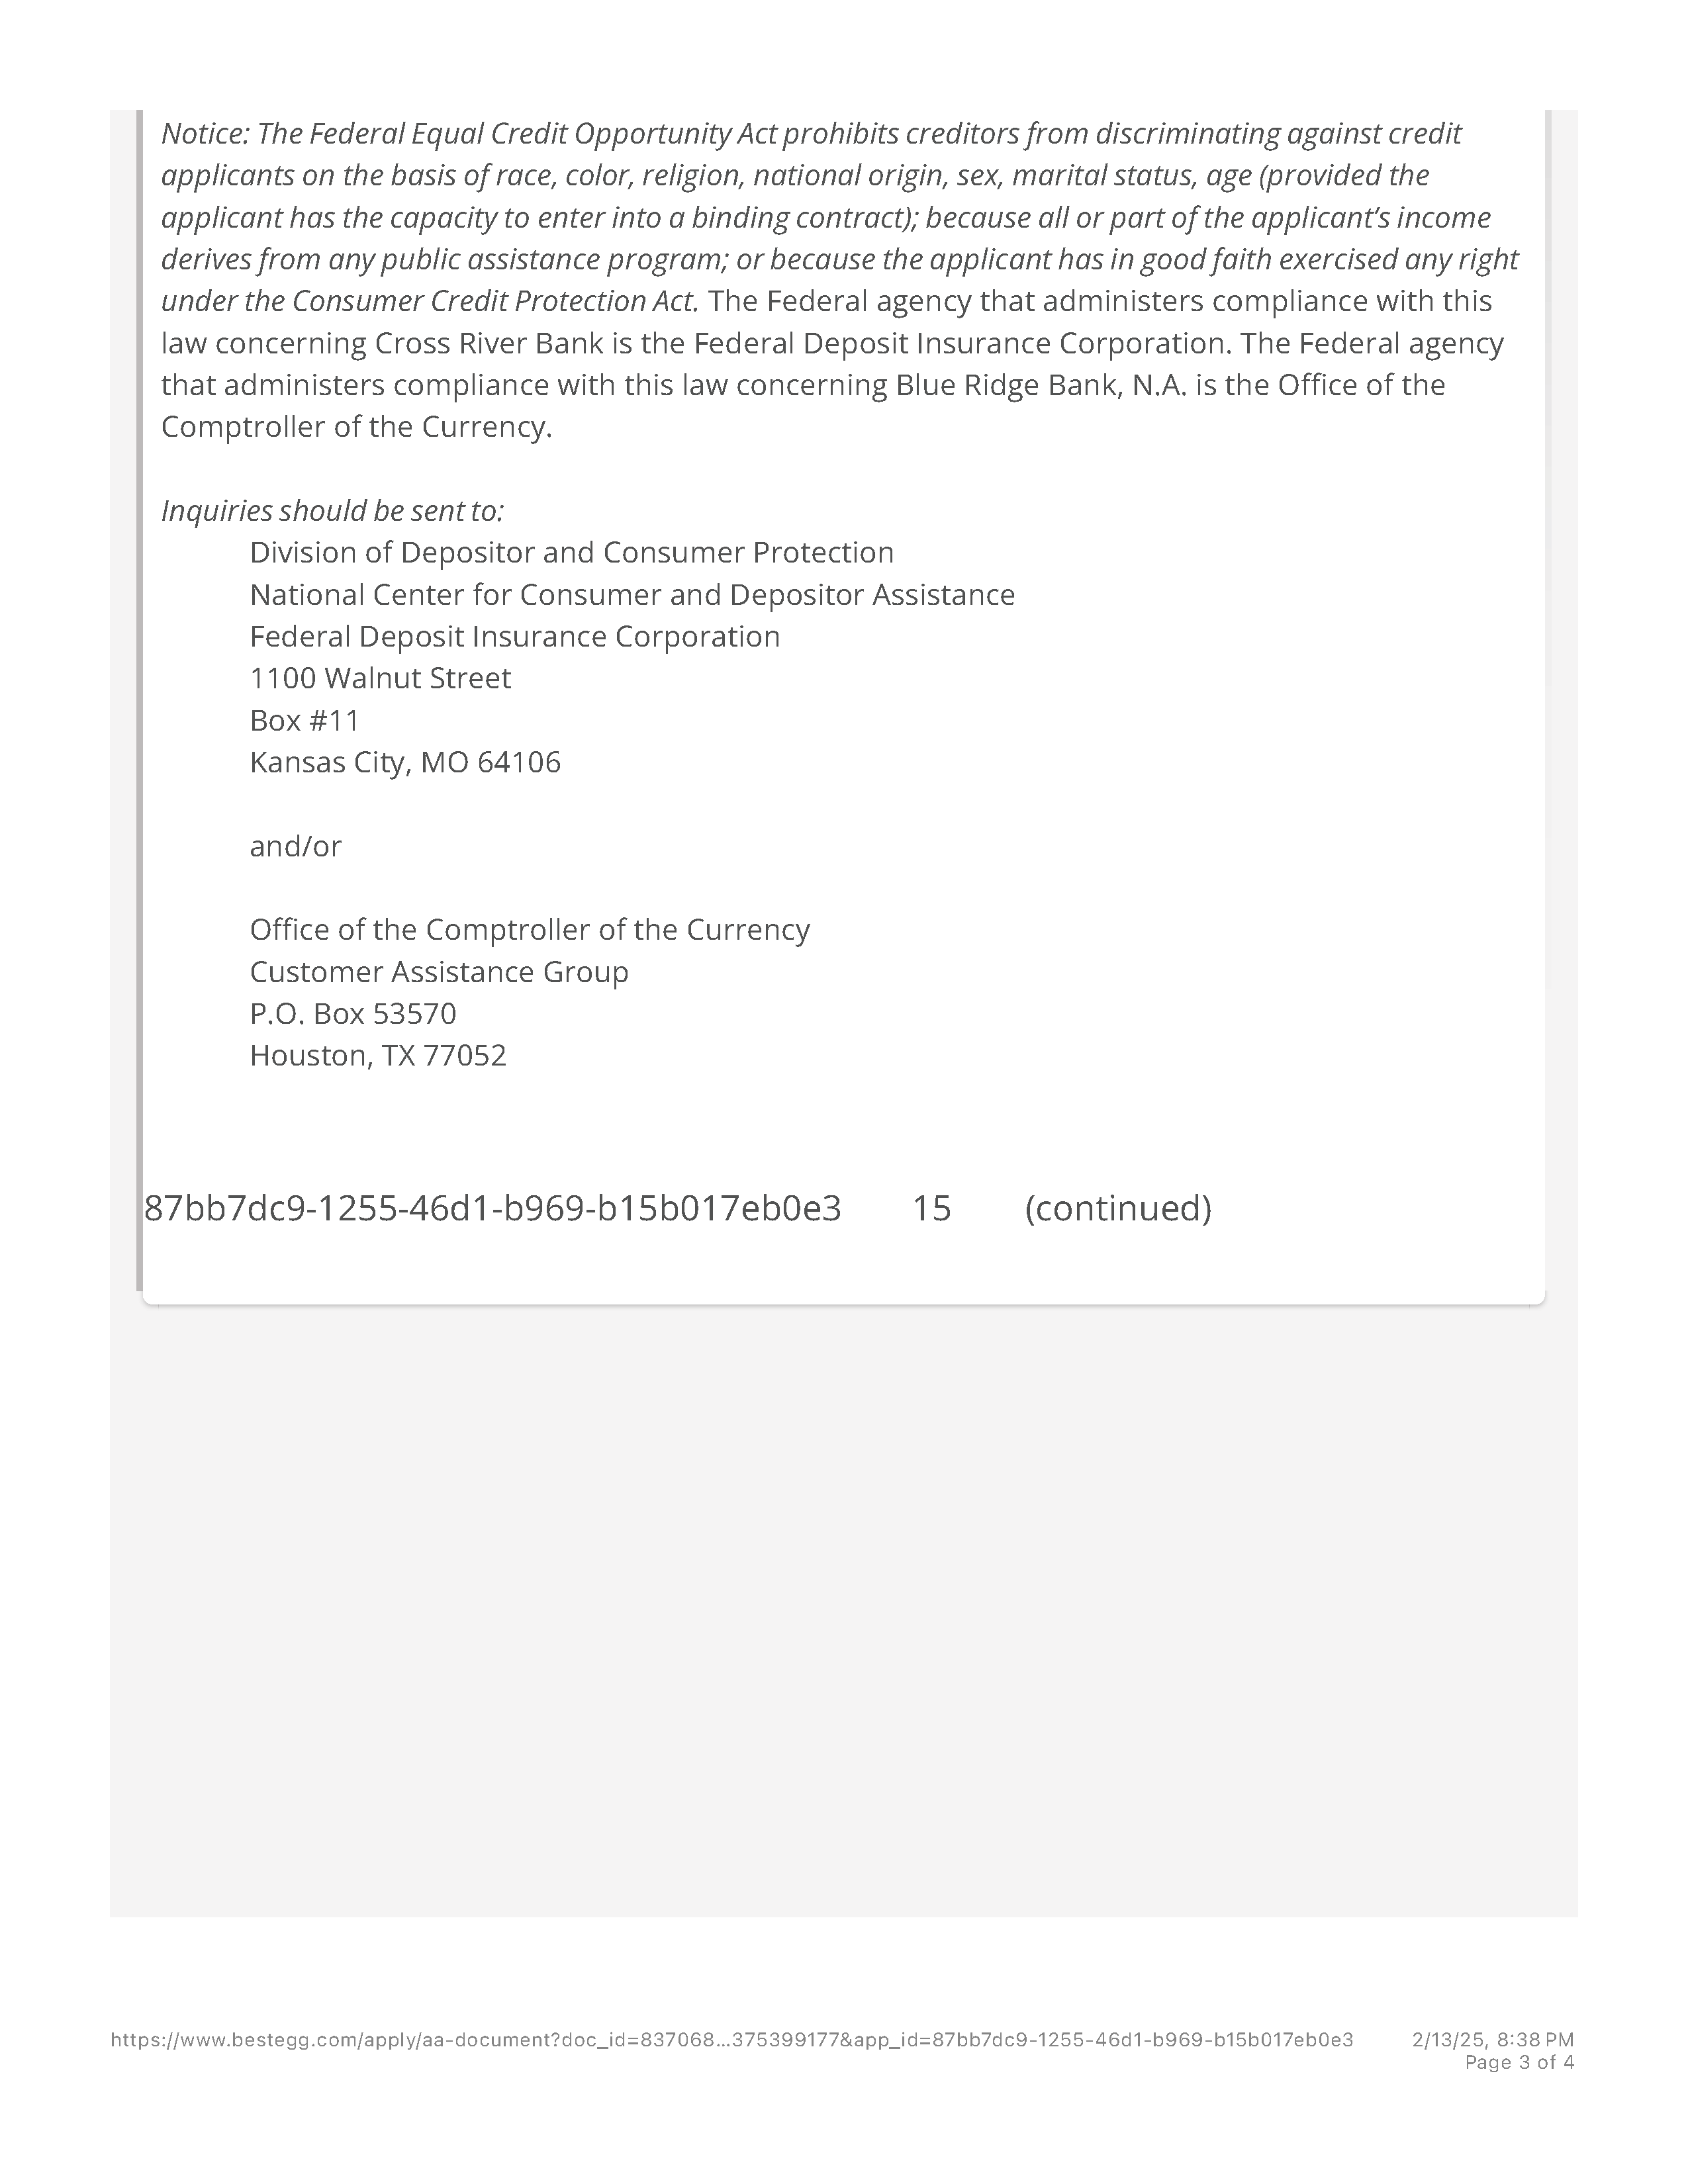 Notice: The Federal Equal Credit Opportunity Act prohibits creditors from discriminating against credit
applicants on the basis of race, color, religion, national origin, sex, marital status, age (provided the
applicant has the capacity to enter into a binding contract); because all or part of the applicant’s income
derives from any public assistance program; or because the applicant has in good faith exercised any right
under the Consumer Credit Protection Act. The Federal agency that administers compliance with this
law concerning Cross River Bank is the Federal Deposit Insurance Corporation. The Federal agency
that administers compliance with this law concerning Blue Ridge Bank, N.A. is the Office of the
Comptroller of the Currency.
Inquiries should be sent to:
Division of Depositor and Consumer Protection
National Center for Consumer and Depositor Assistance
Federal Deposit Insurance Corporation
1100 Walnut Street
Box #11
Kansas City, MO 64106
and/or
Office of the Comptroller of the Currency
Customer Assistance Group
P.O. Box 53570
Houston, TX 77052
87bb7dc9-1255-46d1-b969-b15b017eb0e3 15 (continued)
https://www.bestegg.com/apply/aa-document?doc_id=837068…375399177&app_id=87bb7dc9-1255-46d1-b969-b15b017eb0e3 2/13/25, 8:38 PM
Page 3 of 4